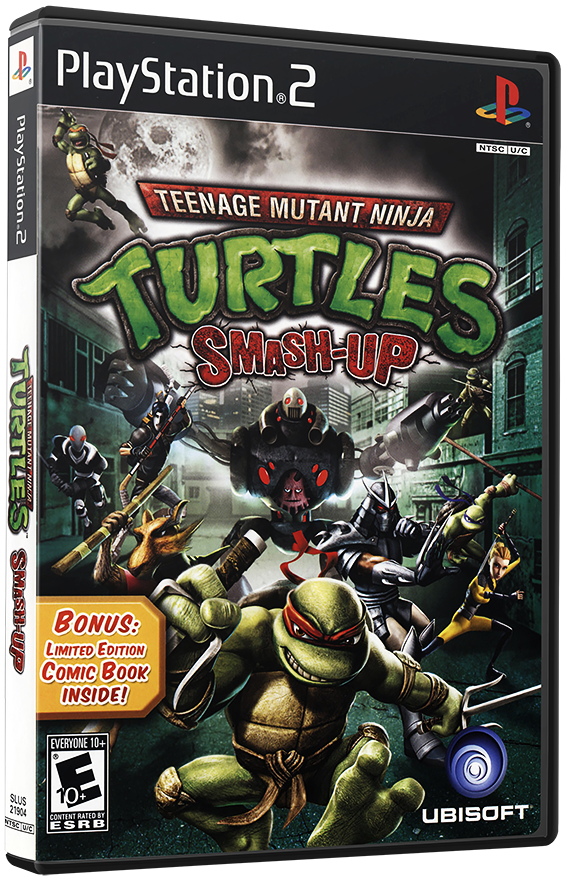 PlayStation®2
NTSC U/C
TEENAGE MUTANT NINJA
TURTLES
SMASH-UP
BONUS:
LIMITED EDITION
COMIC BOOK
INSIDE!
EVERYONE 10+
E
10+
CONTENT RATED BY
ESRB
UBISOFT
PlayStation®2
TEENAGE MUTANT NINJA
TURTLES
SMASH-UP
SLUS
21904
NTSC U/C